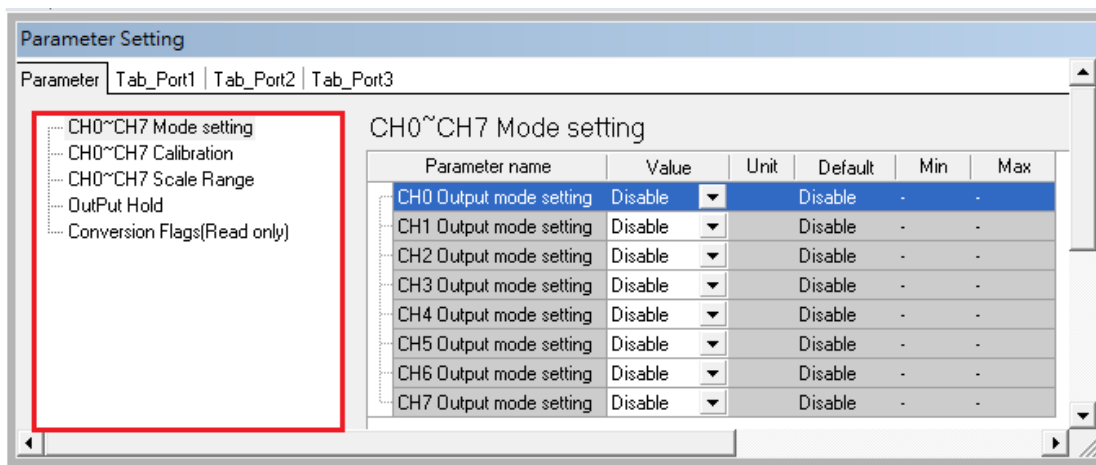 Parameter Setting
Parameter Tab_Port1 Tab_Port2 Tab_Port3
CH0~CH7 Mode setting
CH0~CH7 Calibration
CH0~CH7 Scale Range
OutPut Hold
Conversion Flags(Read only)
CH0~CH7 Mode setting
Parameter name Value Unit Default Min Max
CH0 Output mode setting Disable Disable - -
CH1 Output mode setting Disable Disable - -
CH2 Output mode setting Disable Disable - -
CH3 Output mode setting Disable Disable - -
CH4 Output mode setting Disable Disable - -
CH5 Output mode setting Disable Disable - -
CH6 Output mode setting Disable Disable - -
CH7 Output mode setting Disable Disable - -